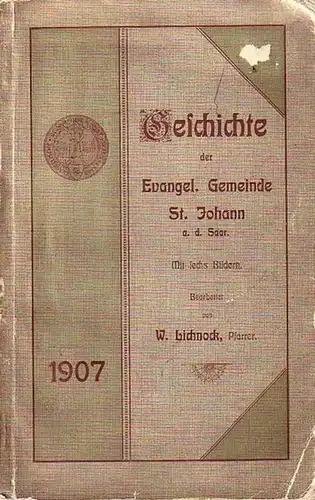 Geschichte
der
Evangel. Gemeinde
St. Johann
a. d. Saar.
Mit sechs Bildern.
Bearbeitet
von
W. Lichnock, Pfarrer.
1907